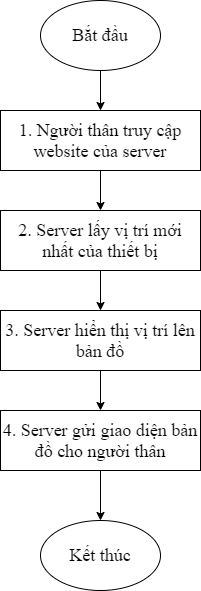 Bắt đầu
1. Người thân truy cập
website của server
2. Server lấy vị trí mới
nhất của thiết bị
3. Server hiển thị vị trí lên
bản đồ
4. Server gửi giao diện bản
đồ cho người thân
Kết thúc